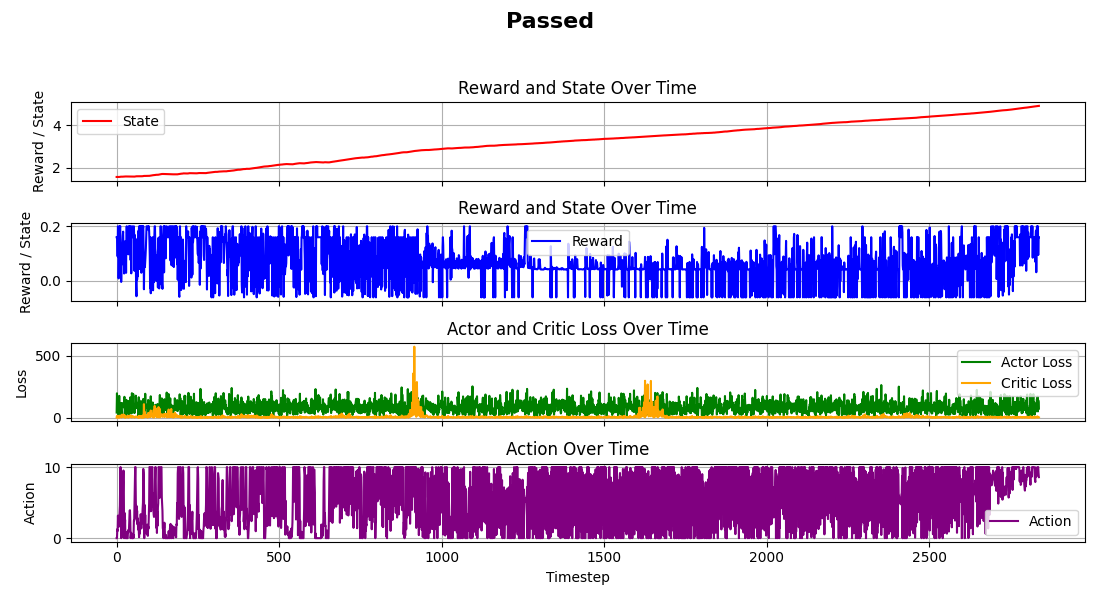 Passed
Reward and State Over Time
Reward / State
4
2
State
Reward and State Over Time
Reward / State
0.2
0.0
Reward
Actor and Critic Loss Over Time
Loss
500
0
Actor Loss
Critic Loss
Action Over Time
Action
10
0
Action
0 500 1000 1500 2000 2500
Timestep